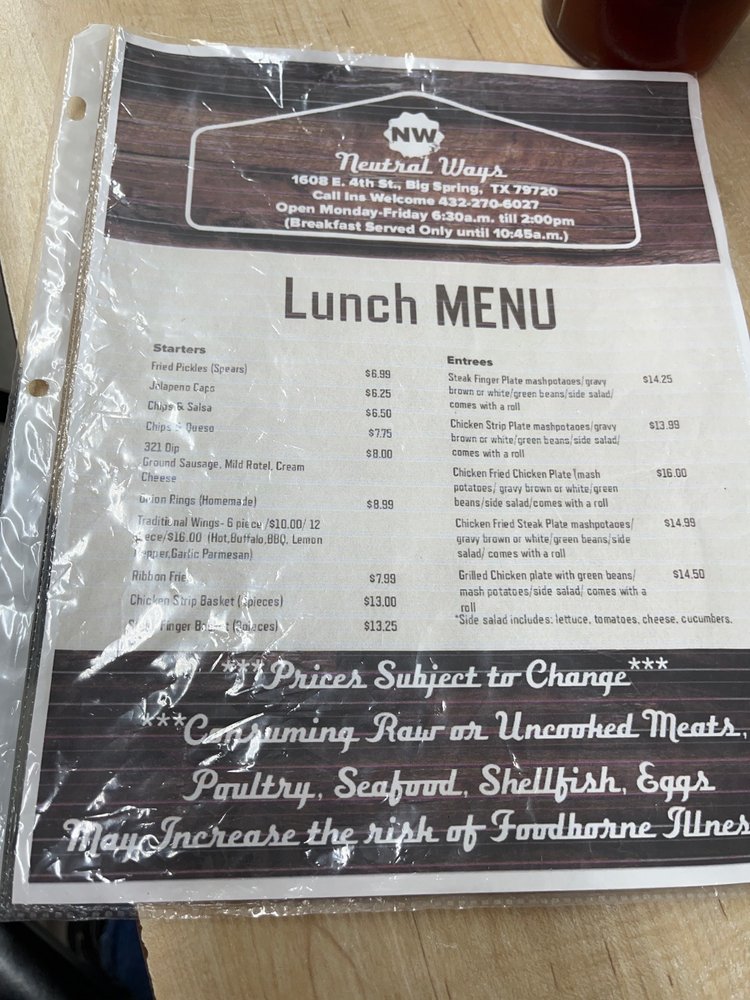 NW
Neutral Ways
1608 E. 4th St., Big Spring, TX 79720
Call Ins Welcome 432-270-6027
Open Monday-Friday 6:30a.m. till 2:00pm
(Breakfast Served Only until 10:45a.m.)
Lunch MENU
Starters
Fried Pickles (Spears) $6.99
Jalapeno Caps $6.25
Chips & Salsa $6.50
Chips & Queso $7.75
321 Dip $8.00
Ground Sausage, Mild Rotel, Cream
Cheese
Onion Rings (Homemade) $8.99
Traditional Wings- 6 piece /$10.00/ 12
piece/$16.00 (Hot,Buffalo,BBQ, Lemon
Pepper,Garlic Parmesan)
Ribbon Frie $7.99
Chicken Strip Basket (3pieces) $13.00
Finger Basket (3pieces) $13.25
Entrees
Steak Finger Plate mashpotaoes/gravy $14.25
brown or white/green beans/side salad/
comes with a roll
Chicken Strip Plate mashpotaoes/gravy $13.99
brown or white/green beans/side salad/
comes with a roll
Chicken Fried Chicken Plate (mash $16.00
potatoes/ gravy brown or white/green
beans/side salad/comes with a roll
Chicken Fried Steak Plate mashpotaoes/ $14.99
gravy brown or white/green beans/side
salad/ comes with a roll
Grilled Chicken plate with green beans/ $14.50
mash potatoes/side salad/ comes with a
roll
*Side salad includes: lettuce, tomatoes, cheese, cucumbers.
***Prices Subject to Change***
***Consuming Raw or Uncooked Meats,
Poultry, Seafood, Shellfish, Eggs
May Increase the risk of Foodborne Illnes